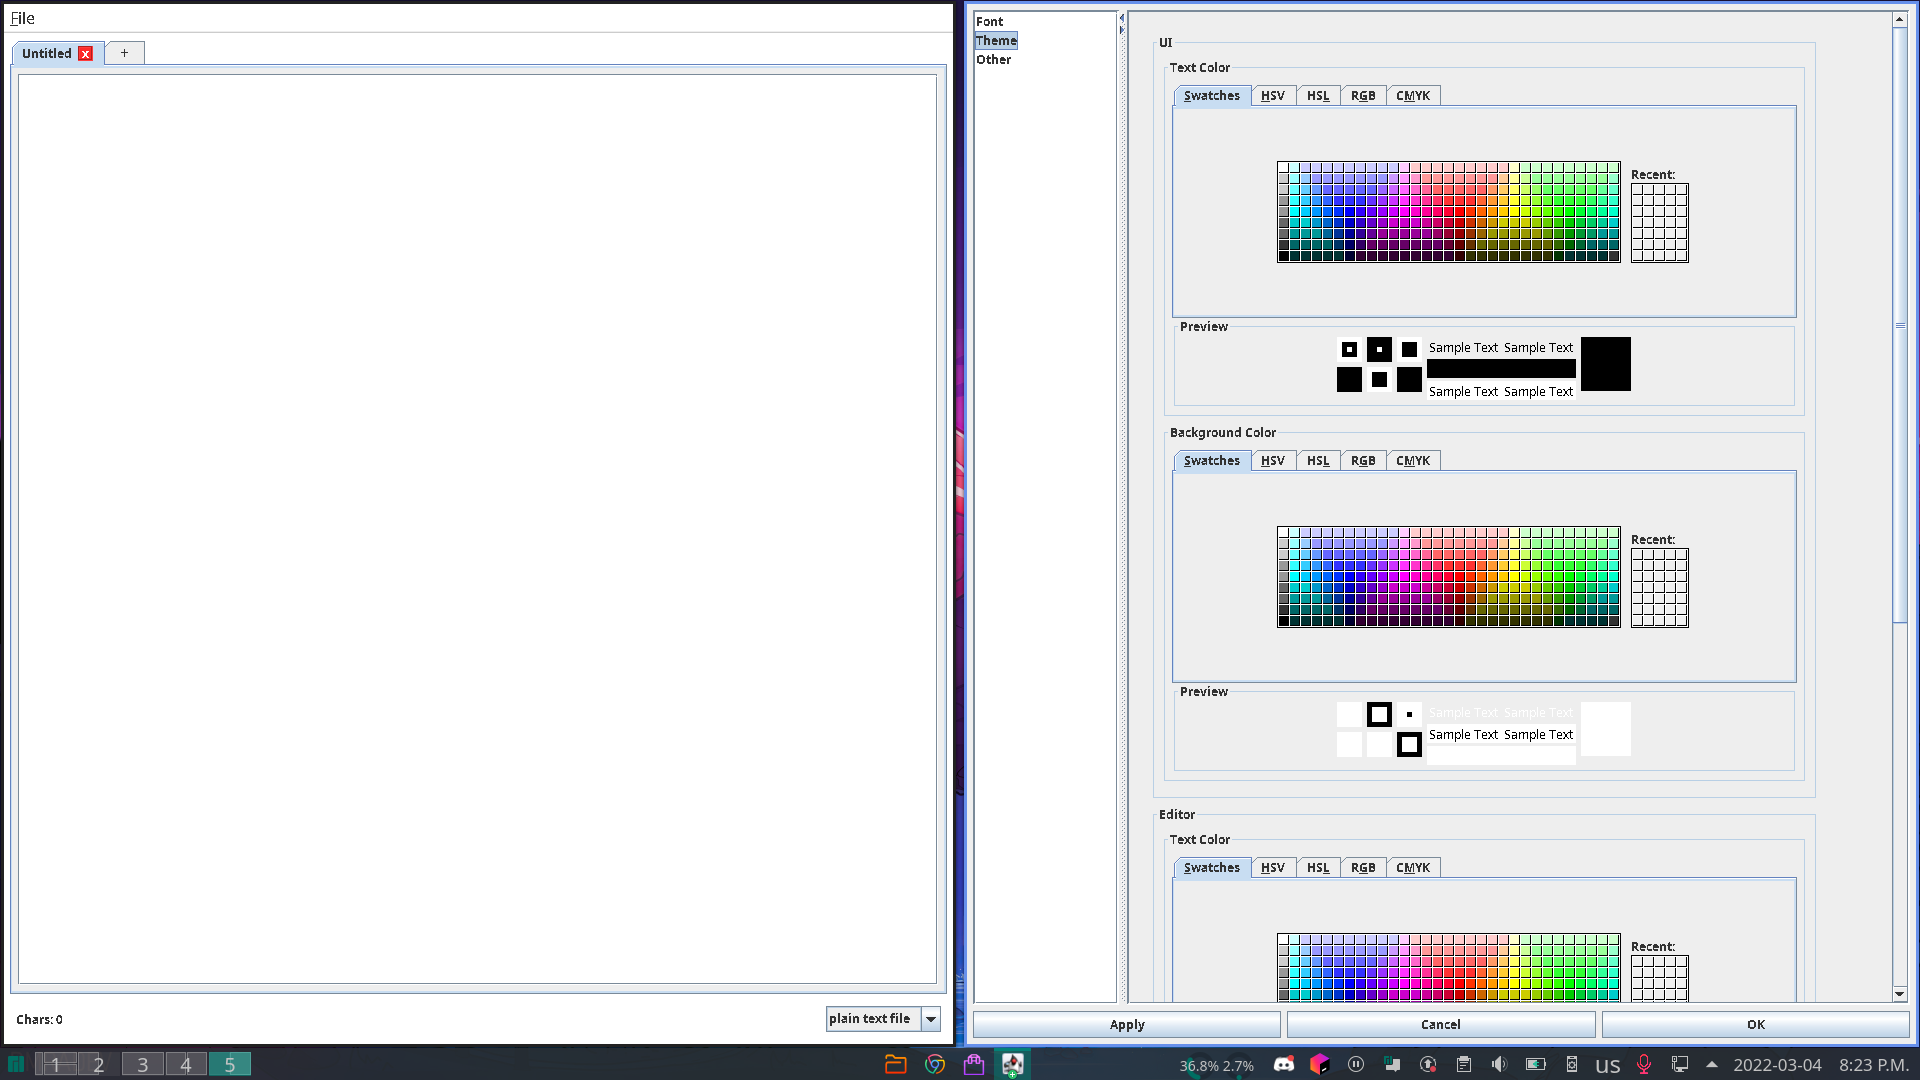 File
Untitled x +
Chars: 0
plain text file
Font
Theme
Other
UI
Text Color
Swatches HSV HSL RGB CMYK
Recent:
Preview
Sample Text Sample Text
Sample Text Sample Text
Background Color
Swatches HSV HSL RGB CMYK
Recent:
Preview
Sample Text Sample Text
Sample Text Sample Text
Editor
Text Color
Swatches HSV HSL RGB CMYK
Recent:
Apply Cancel OK
1 2 3 4 5
36.8% 2.7%
us
2022-03-04 8:23 P.M.